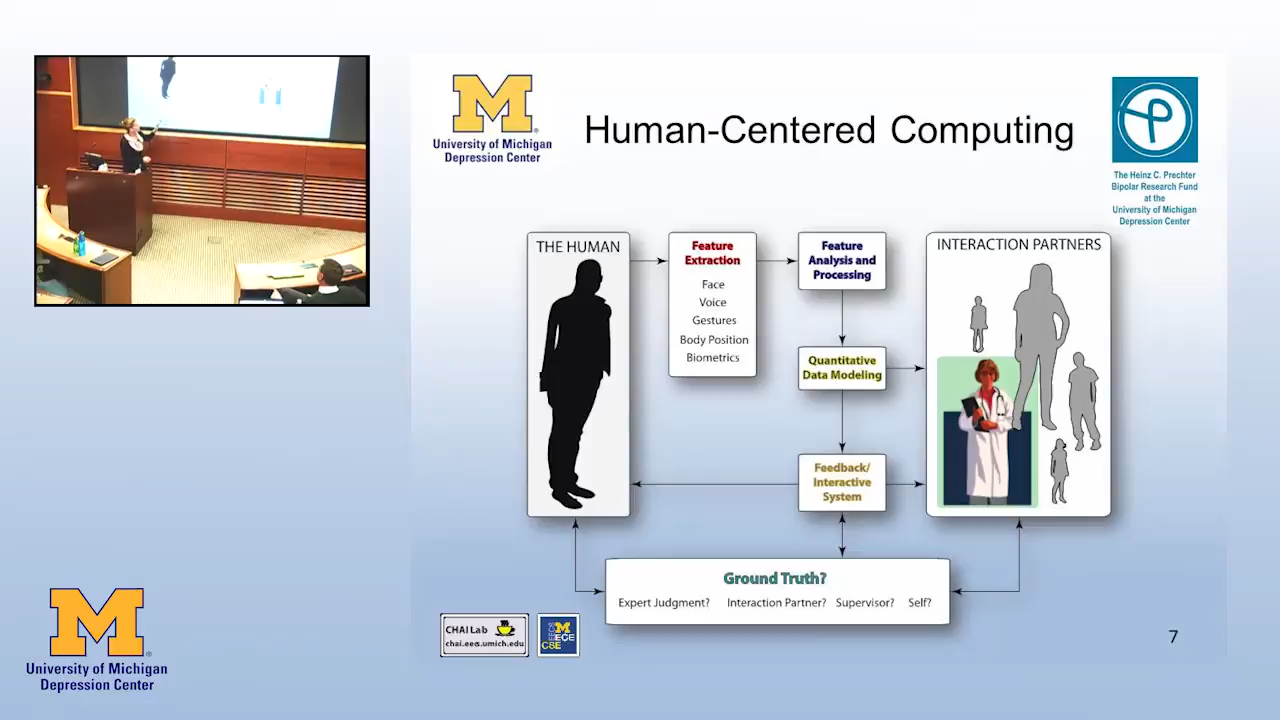 M
University of Michigan
Depression Center
Human-Centered Computing
The Heinz C. Prechter
Bipolar Research Fund
at the
University of Michigan
Depression Center
THE HUMAN
Feature
Extraction
Face
Voice
Gestures
Body Position
Biometrics
Feature
Analysis and
Processing
Quantitative
Data Modeling
Feedback/
Interactive
System
INTERACTION PARTNERS
Ground Truth?
Expert Judgment? Interaction Partner? Supervisor? Self?
CHAI Lab
chai.eecs.umich.edu
M
EECS
ECE
CSE
7
M
University of Michigan
Depression Center